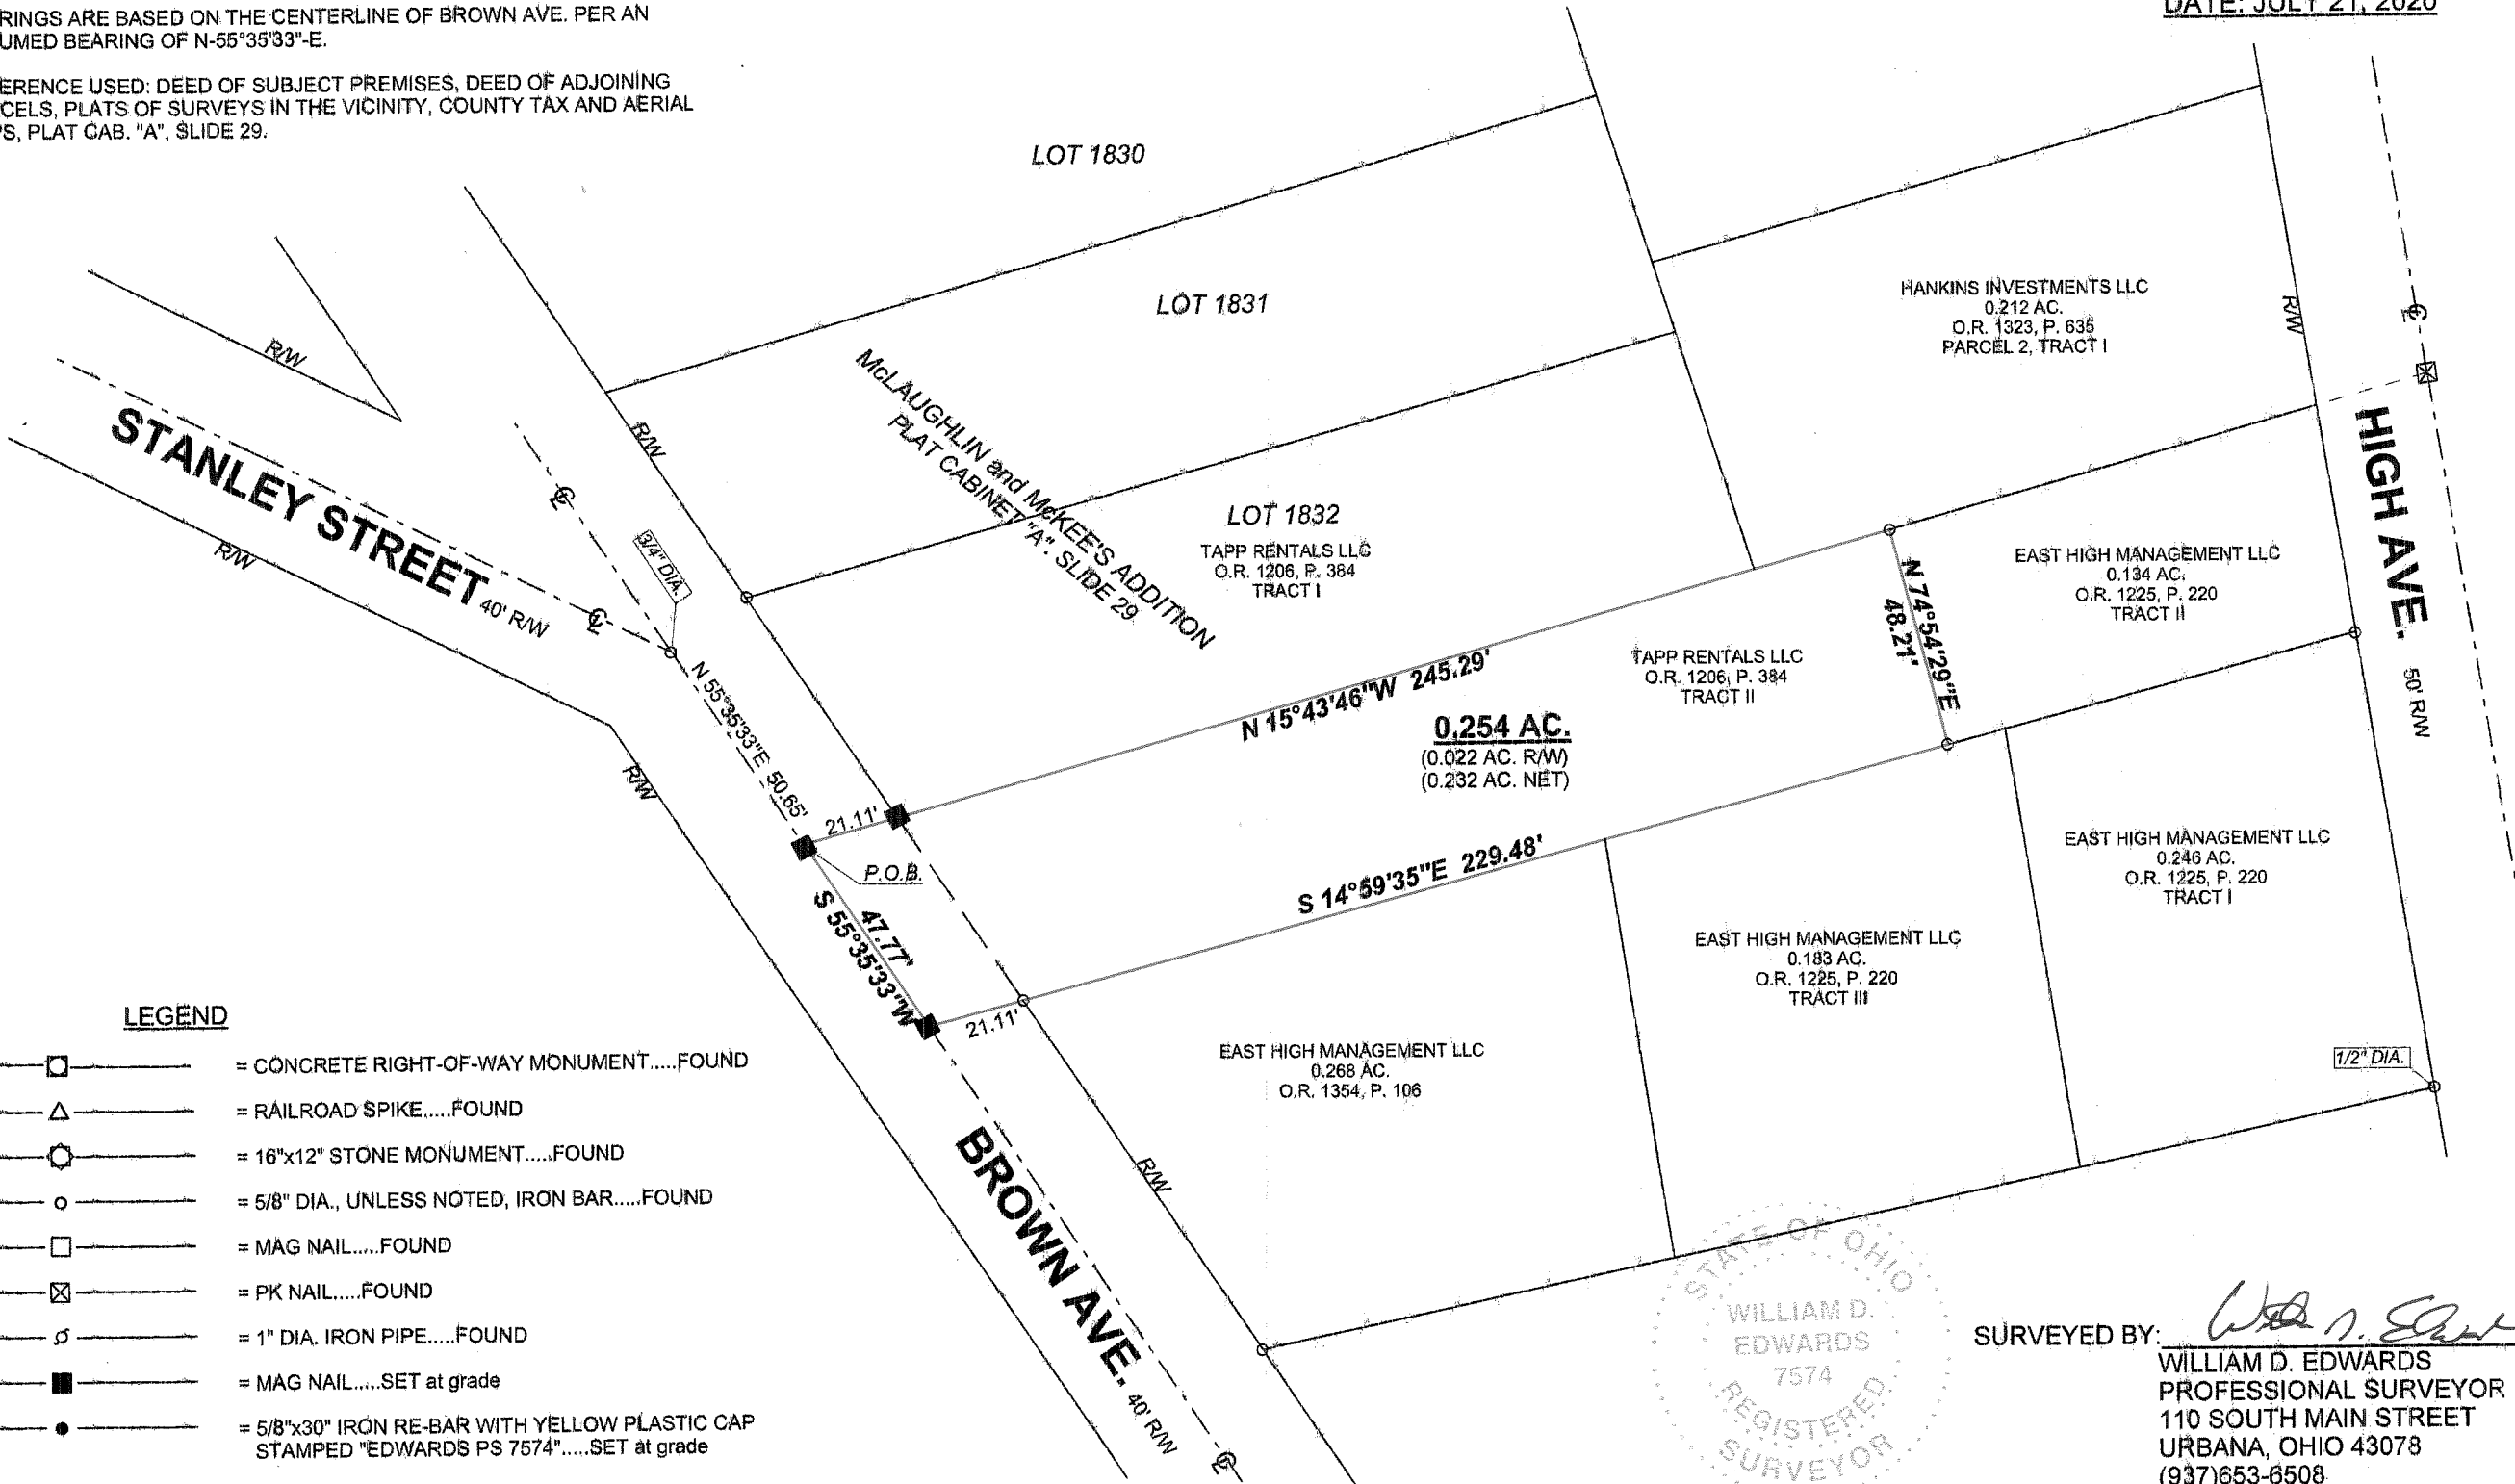 RINGS ARE BASED ON THE CENTERLINE OF BROWN AVE. PER AN
UMED BEARING OF N-55°35'33"-E.
ERENCE USED: DEED OF SUBJECT PREMISES, DEED OF ADJOINING
CELS, PLATS OF SURVEYS IN THE VICINITY, COUNTY TAX AND AERIAL
'S, PLAT CAB. "A", SLIDE 29.
DATE: JULY 21, 2020
LOT 1830
LOT 1831
HANKINS INVESTMENTS LLC
0.212 AC.
O.R. 1323, P. 635
PARCEL 2, TRACT I
R/W
R/W
R/W
R/W
STANLEY STREET
40' R/W
3/4" DIA.
McLAUGHLIN and McKEE'S ADDITION
PLAT CABINET "A". SLIDE 29
LOT 1832
TAPP RENTALS LLC
O.R. 1206, P. 384
TRACT I
HIGH AVE.
50' R/W
EAST HIGH MANAGEMENT LLC
0.134 AC.
O.R. 1225, P. 220
TRACT II
N 74°54'29"E
48.21'
N 55°35'33"E 50.65'
R/W
N 15°43'46"W 245.29'
TAPP RENTALS LLC
O.R. 1206, P. 384
TRACT II
0.254 AC.
(0.022 AC. R/W)
(0.232 AC. NET)
21.11'
P.O.B.
47.77'
S 55°35'33"W
S 14°59'35"E 229.48'
21.11'
EAST HIGH MANAGEMENT LLC
0.246 AC.
O.R. 1225, P. 220
TRACT I
EAST HIGH MANAGEMENT LLC
0.183 AC.
O.R. 1225, P. 220
TRACT III
EAST HIGH MANAGEMENT LLC
0.268 AC.
O.R. 1354, P. 106
1/2" DIA.
R/W
BROWN AVE.
40' R/W
LEGEND
= CONCRETE RIGHT-OF-WAY MONUMENT.....FOUND
= RAILROAD SPIKE.....FOUND
= 16"x12" STONE MONUMENT.....FOUND
= 5/8" DIA., UNLESS NOTED, IRON BAR.....FOUND
= MAG NAIL.....FOUND
= PK NAIL.....FOUND
= 1" DIA. IRON PIPE.....FOUND
= MAG NAIL.....SET at grade
= 5/8"x30" IRON RE-BAR WITH YELLOW PLASTIC CAP
STAMPED "EDWARDS PS 7574".....SET at grade
STATE OF OHIO
WILLIAM D.
EDWARDS
7574
REGISTERED
SURVEYOR
SURVEYED BY:
WILLIAM D. EDWARDS
PROFESSIONAL SURVEYOR
110 SOUTH MAIN STREET
URBANA, OHIO 43078
(937)653-6508